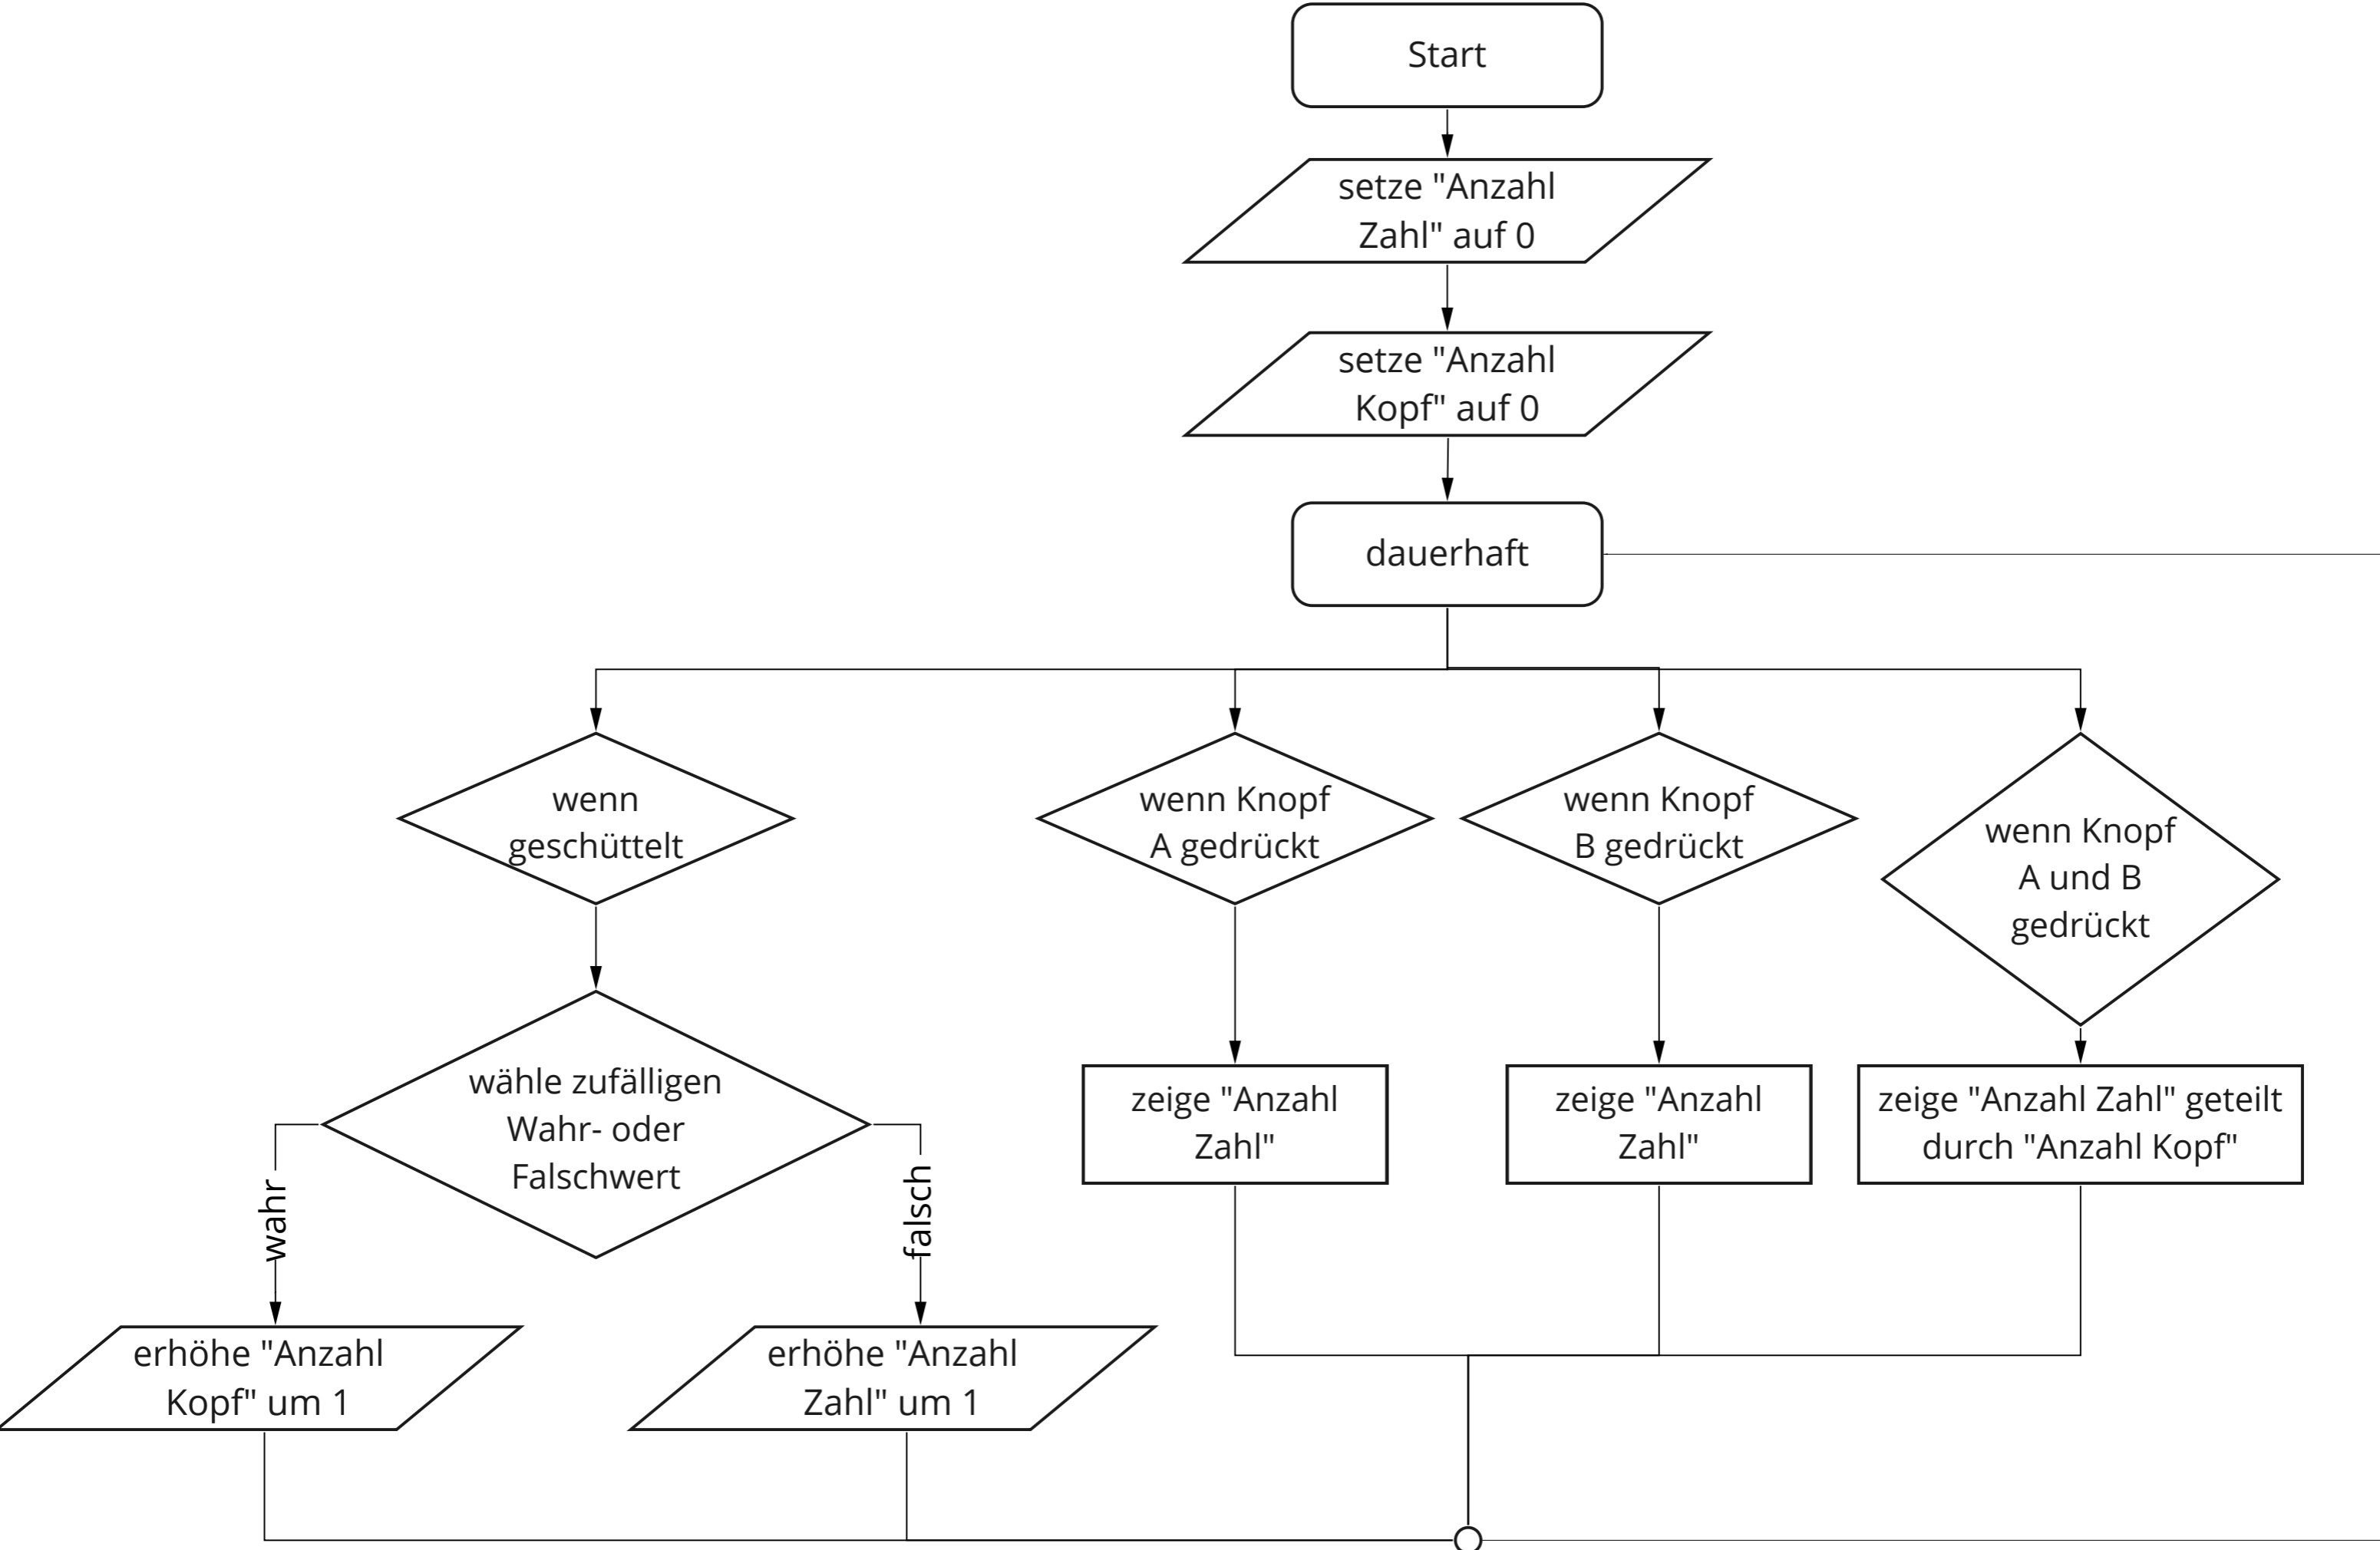 Start
setze "Anzahl
Zahl" auf 0
setze "Anzahl
Kopf" auf 0
dauerhaft
wenn
geschüttelt
wenn Knopf
A gedrückt
wenn Knopf
B gedrückt
wenn Knopf
A und B
gedrückt
wähle zufälligen
Wahr- oder
Falschwert
zeige "Anzahl
Zahl"
zeige "Anzahl
Zahl"
zeige "Anzahl Zahl" geteilt
durch "Anzahl Kopf"
wahr
falsch
erhöhe "Anzahl
Kopf" um 1
erhöhe "Anzahl
Zahl" um 1